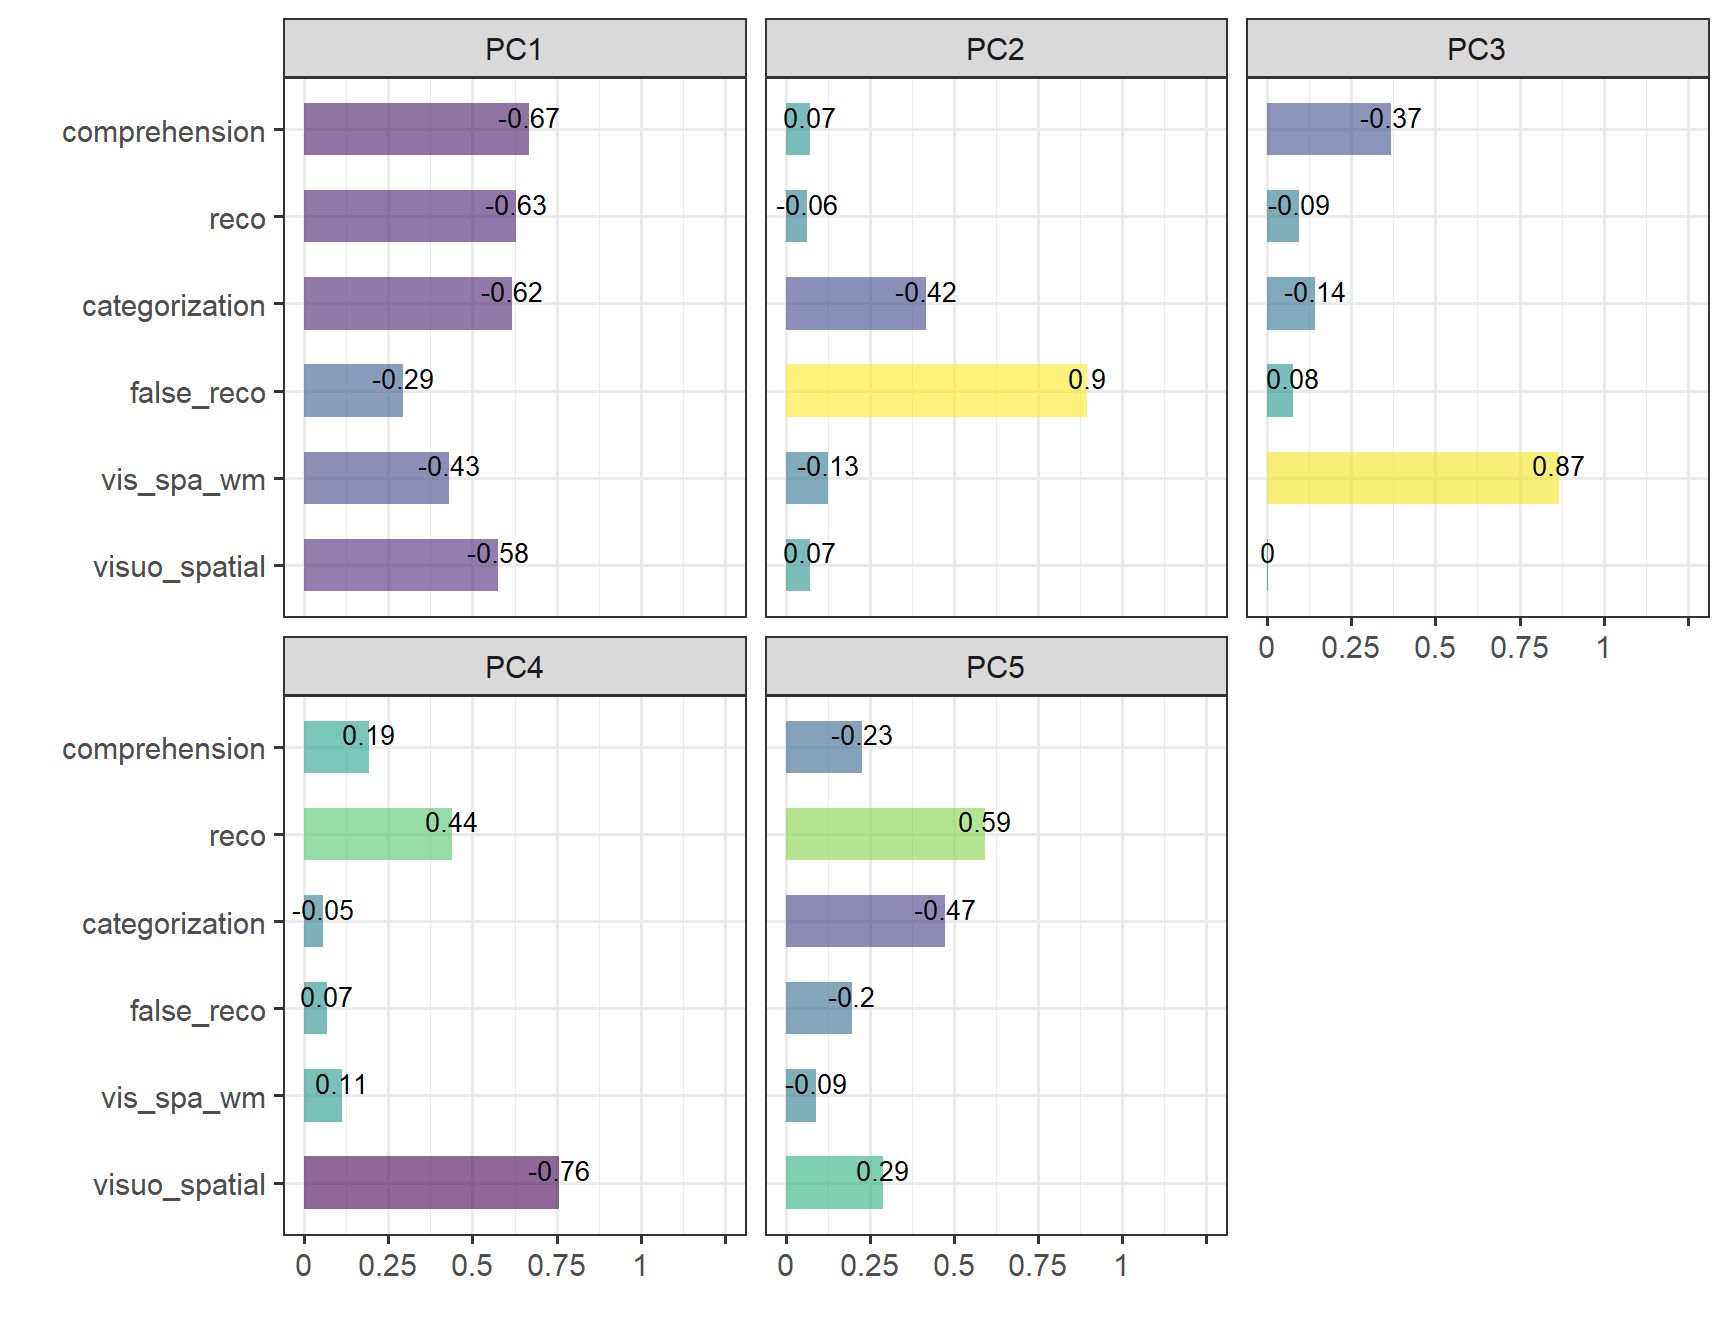 PC1 PC2 PC3
comprehension -0.67 0.07 -0.37
reco -0.63 -0.06 -0.09
categorization -0.62 -0.42 -0.14
false_reco -0.29 0.9 0.08
vis_spa_wm -0.43 -0.13 0.87
visuo_spatial -0.58 0.07 0
0 0.25 0.5 0.75 1
PC4 PC5
comprehension 0.19 -0.23
reco 0.44 0.59
categorization -0.05 -0.47
false_reco 0.07 -0.2
vis_spa_wm 0.11 -0.09
visuo_spatial -0.76 0.29
0 0.25 0.5 0.75 1 0 0.25 0.5 0.75 1